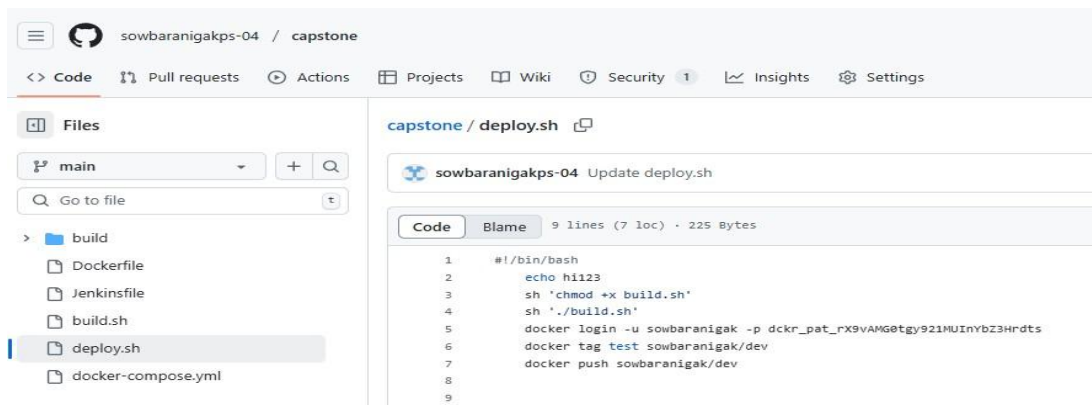 sowbaranigakps-04 / capstone
<> Code Pull requests Actions Projects Wiki Security 1 Insights Settings
Files
main
Go to file t
build
Dockerfile
Jenkinsfile
build.sh
deploy.sh
docker-compose.yml
capstone / deploy.sh
sowbaranigakps-04 Update deploy.sh
Code Blame 9 lines (7 loc) · 225 Bytes
1 #!/bin/bash
2 echo hi123
3 sh 'chmod +x build.sh'
4 sh './build.sh'
5 docker login -u sowbaranigak -p
6 docker tag test sowbaranigak/dev
7 docker push sowbaranigak/dev
8
9